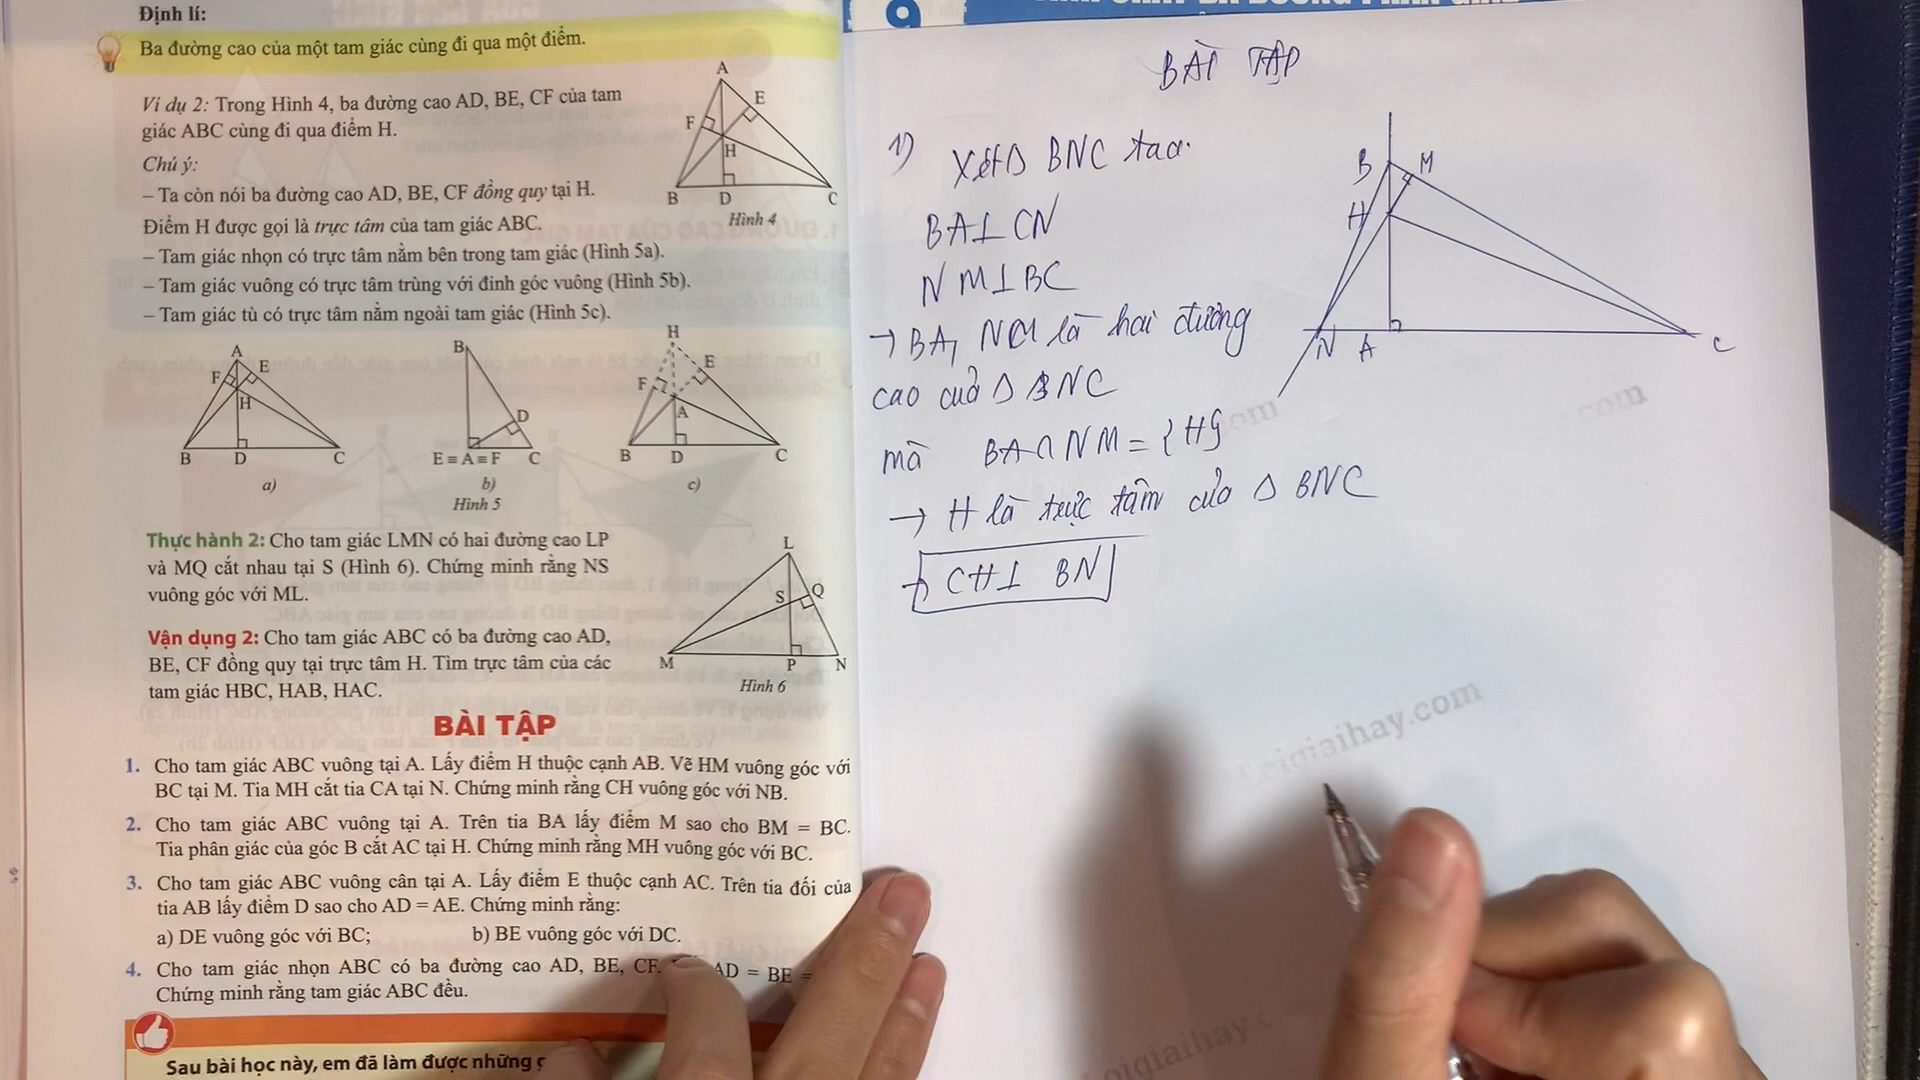 Định lí:
Ba đường cao của một tam giác cùng đi qua một điểm.
Ví dụ 2: Trong Hình 4, ba đường cao AD, BE, CF của tam
giác ABC cùng đi qua điểm H.
Chú ý:
– Ta còn nói ba đường cao AD, BE, CF đồng quy tại H.
Điểm H được gọi là trực tâm của tam giác ABC.
– Tam giác nhọn có trực tâm nằm bên trong tam giác (Hình 5a).
– Tam giác vuông có trực tâm trùng với đỉnh góc vuông (Hình 5b).
– Tam giác tù có trực tâm nằm ngoài tam giác (Hình 5c).
A
E
F
H
B D C
Hình 4
A
E
F
H
B D C
a)
B
D
E ≡ A ≡ F C
b)
Hình 5
H
E
F
A
B D C
c)
Thực hành 2: Cho tam giác LMN có hai đường cao LP
và MQ cắt nhau tại S (Hình 6). Chứng minh rằng NS
vuông góc với ML.
Vận dụng 2: Cho tam giác ABC có ba đường cao AD,
BE, CF đồng quy tại trực tâm H. Tìm trực tâm của các
tam giác HBC, HAB, HAC.
L
S Q
M P N
Hình 6
BÀI TẬP
1. Cho tam giác ABC vuông tại A. Lấy điểm H thuộc cạnh AB. Vẽ HM vuông góc với
BC tại M. Tia MH cắt tia CA tại N. Chứng minh rằng CH vuông góc với NB.
2. Cho tam giác ABC vuông tại A. Trên tia BA lấy điểm M sao cho BM = BC.
Tia phân giác của góc B cắt AC tại H. Chứng minh rằng MH vuông góc với BC.
3. Cho tam giác ABC vuông cân tại A. Lấy điểm E thuộc cạnh AC. Trên tia đối của
tia AB lấy điểm D sao cho AD = AE. Chứng minh rằng:
a) DE vuông góc với BC; b) BE vuông góc với DC.
4. Cho tam giác nhọn ABC có ba đường cao AD, BE, CF. AD = BE =
Chứng minh rằng tam giác ABC đều.
Sau bài học này, em đã làm được những
9
BÀI TẬP
1) Xét Δ BNC ta có
BA ⊥ CN
NM ⊥ BC
→ BA, NM là hai đường
cao của Δ BNC
mà BA ∩ NM = {H}
→ H là trực tâm của Δ BNC
→ CH ⊥ BN
B M
H
N A C
Loigiaihay.com